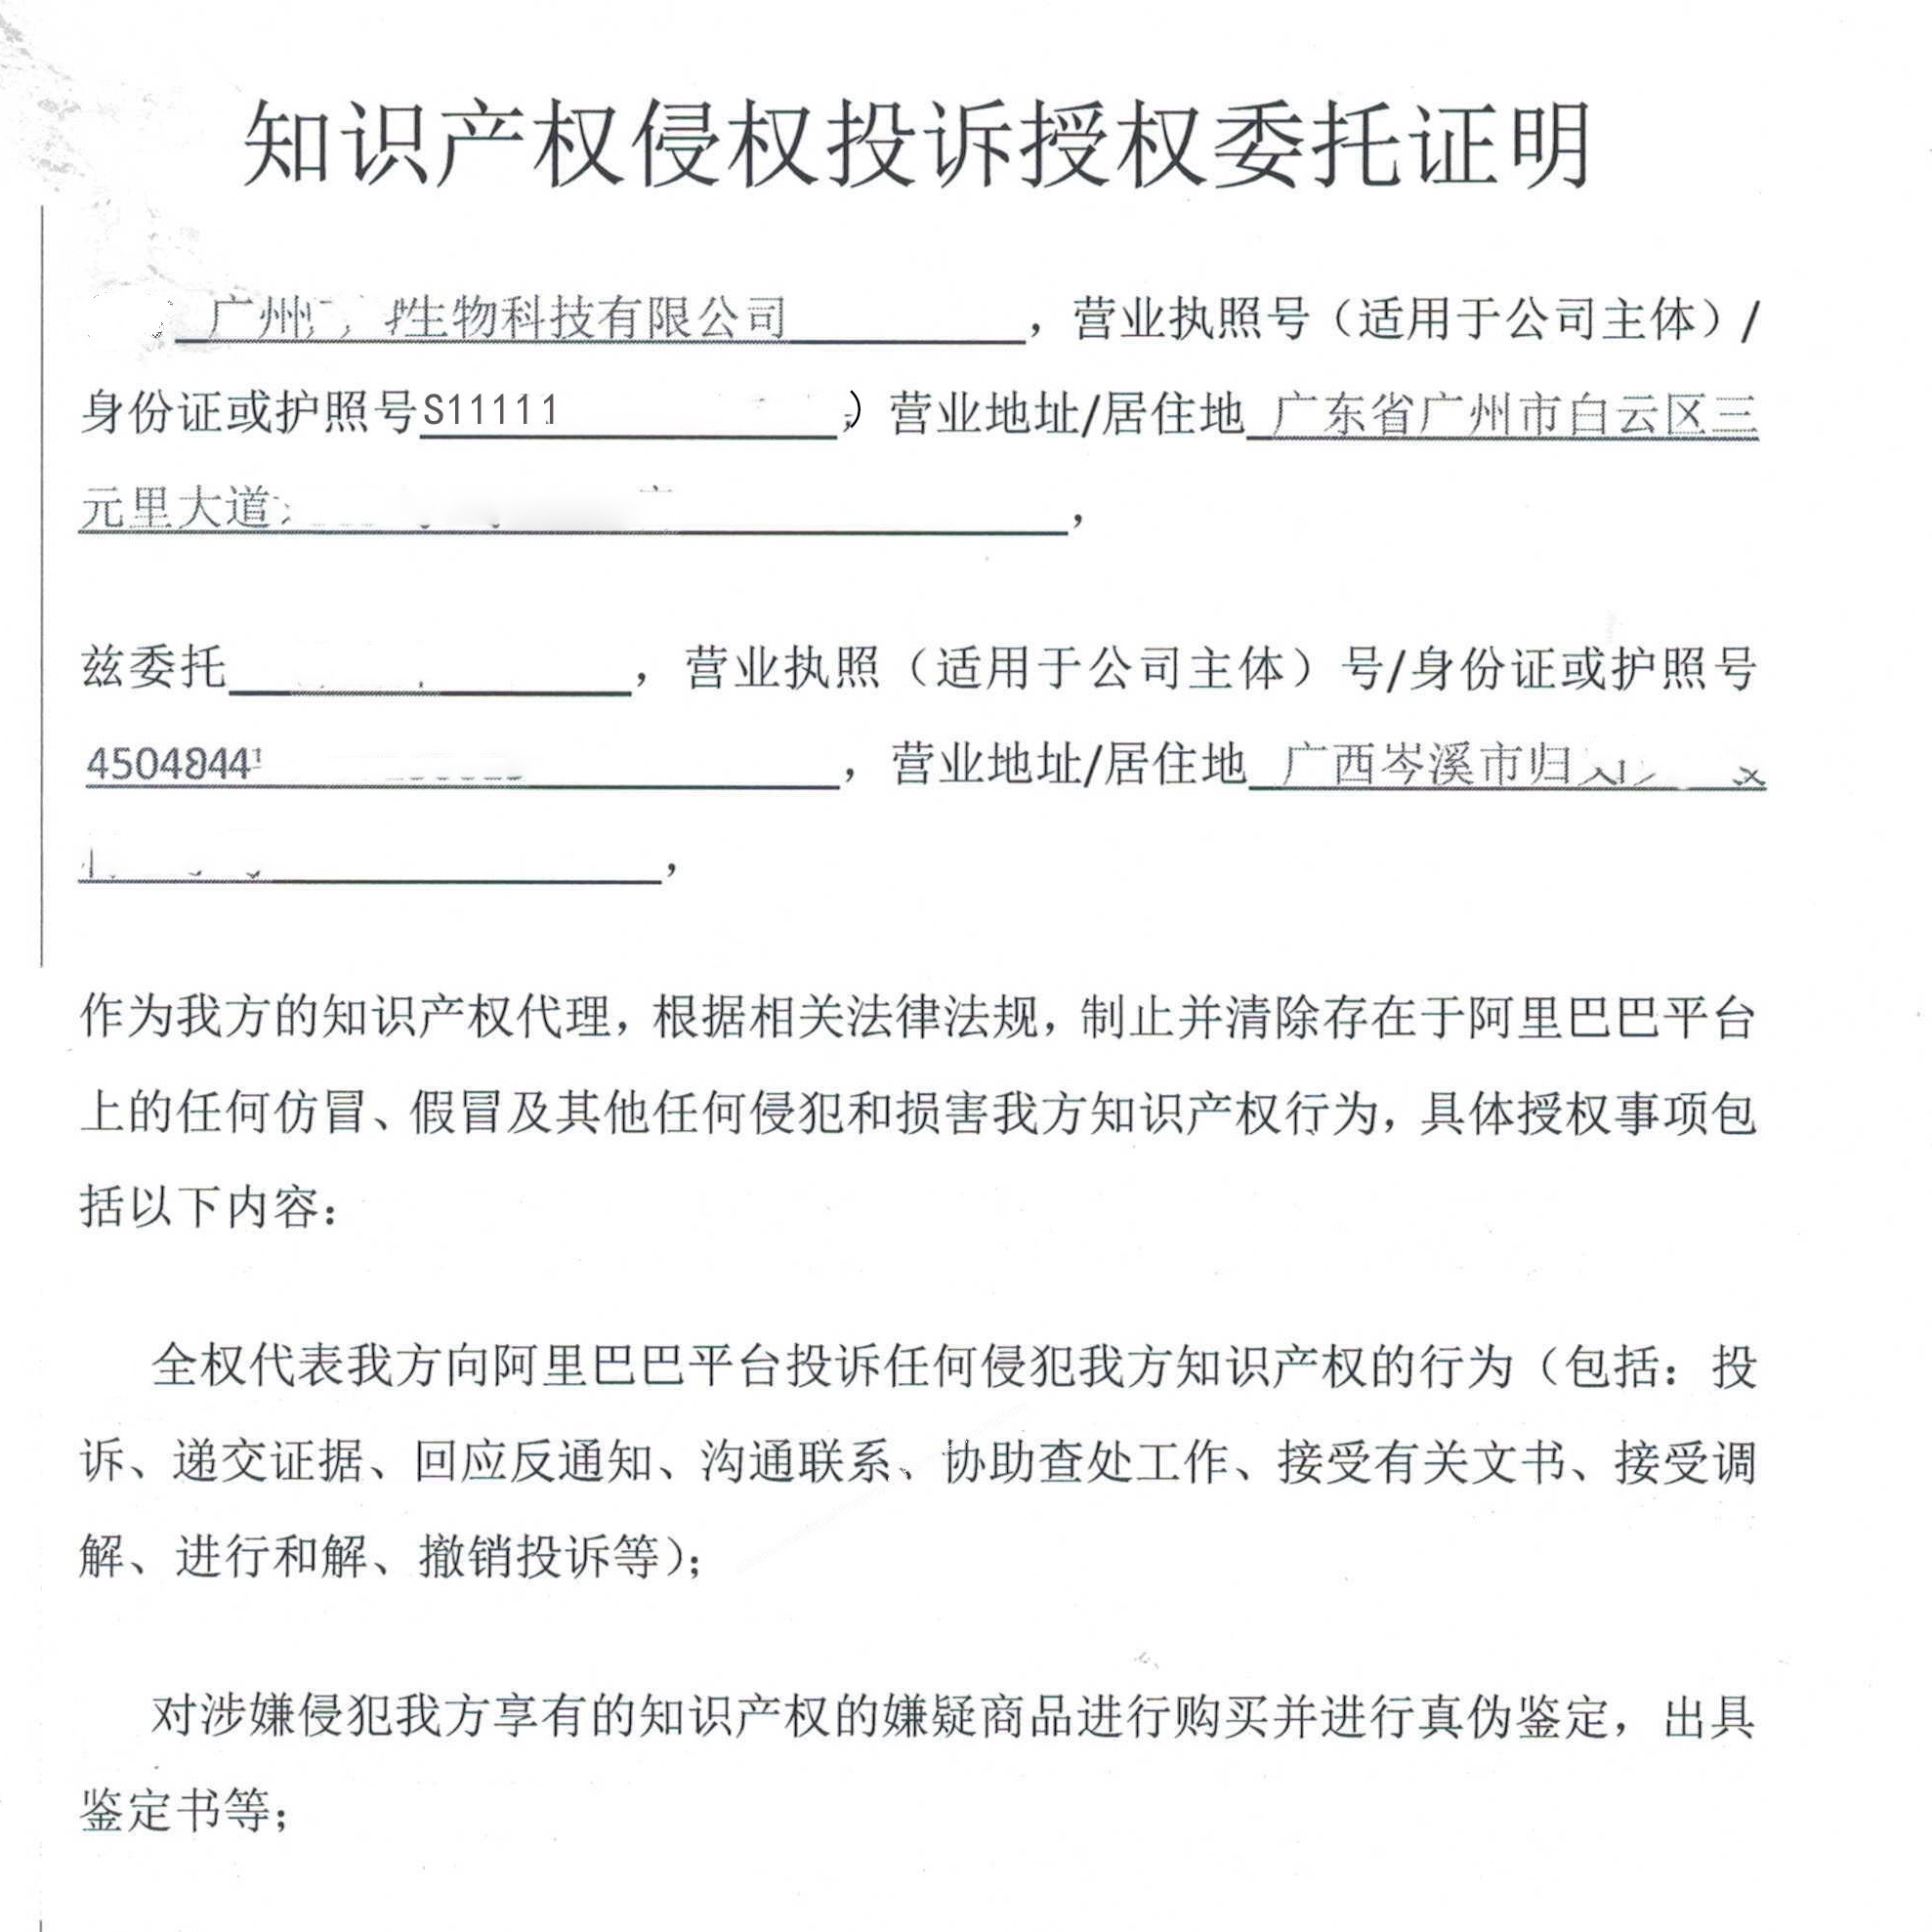 知识产权侵权投诉授权委托证明
广州 生物科技有限公司，营业执照号（适用于公司主体）/
身份证或护照号S11111 ）营业地址/居住地 广东省广州市白云区三
元里大道 ，
兹委托 ，营业执照（适用于公司主体）号/身份证或护照号
4504844 ，营业地址/居住地 广西岑溪市归
，
作为我方的知识产权代理，根据相关法律法规，制止并清除存在于阿里巴巴平台
上的任何仿冒、假冒及其他任何侵犯和损害我方知识产权行为，具体授权事项包
括以下内容：
全权代表我方向阿里巴巴平台投诉任何侵犯我方知识产权的行为（包括：投
诉、递交证据、回应反通知、沟通联系、协助查处工作、接受有关文书、接受调
解、进行和解、撤销投诉等）；
对涉嫌侵犯我方享有的知识产权的嫌疑商品进行购买并进行真伪鉴定，出具
鉴定书等；